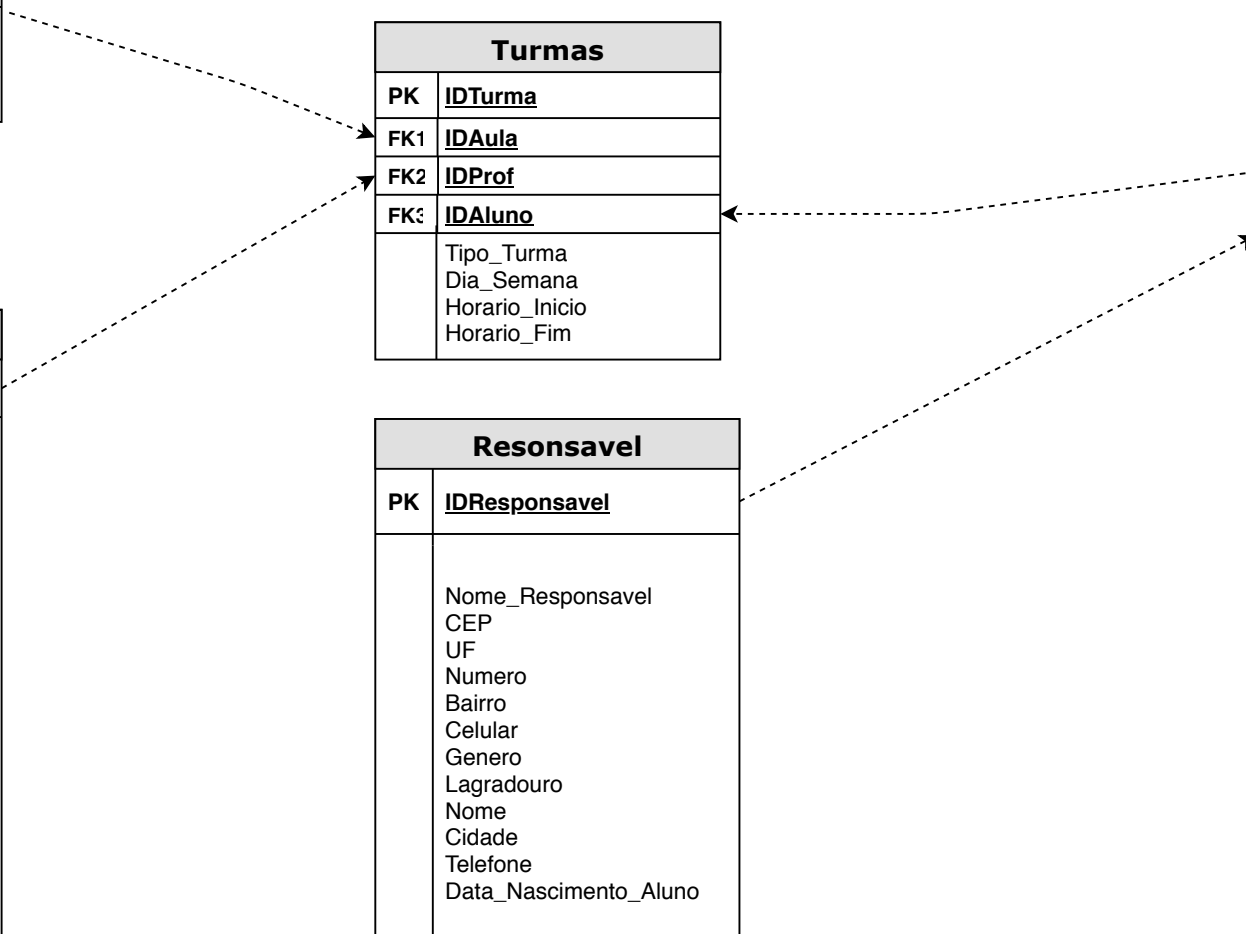 Turmas
PK IDTurma
FK1 IDAula
FK2 IDProf
FK3 IDAluno
Tipo_Turma
Dia_Semana
Horario_Inicio
Horario_Fim
Resonsavel
PK IDResponsavel
Nome_Responsavel
CEP
UF
Numero
Bairro
Celular
Genero
Lagradouro
Nome
Cidade
Telefone
Data_Nascimento_Aluno